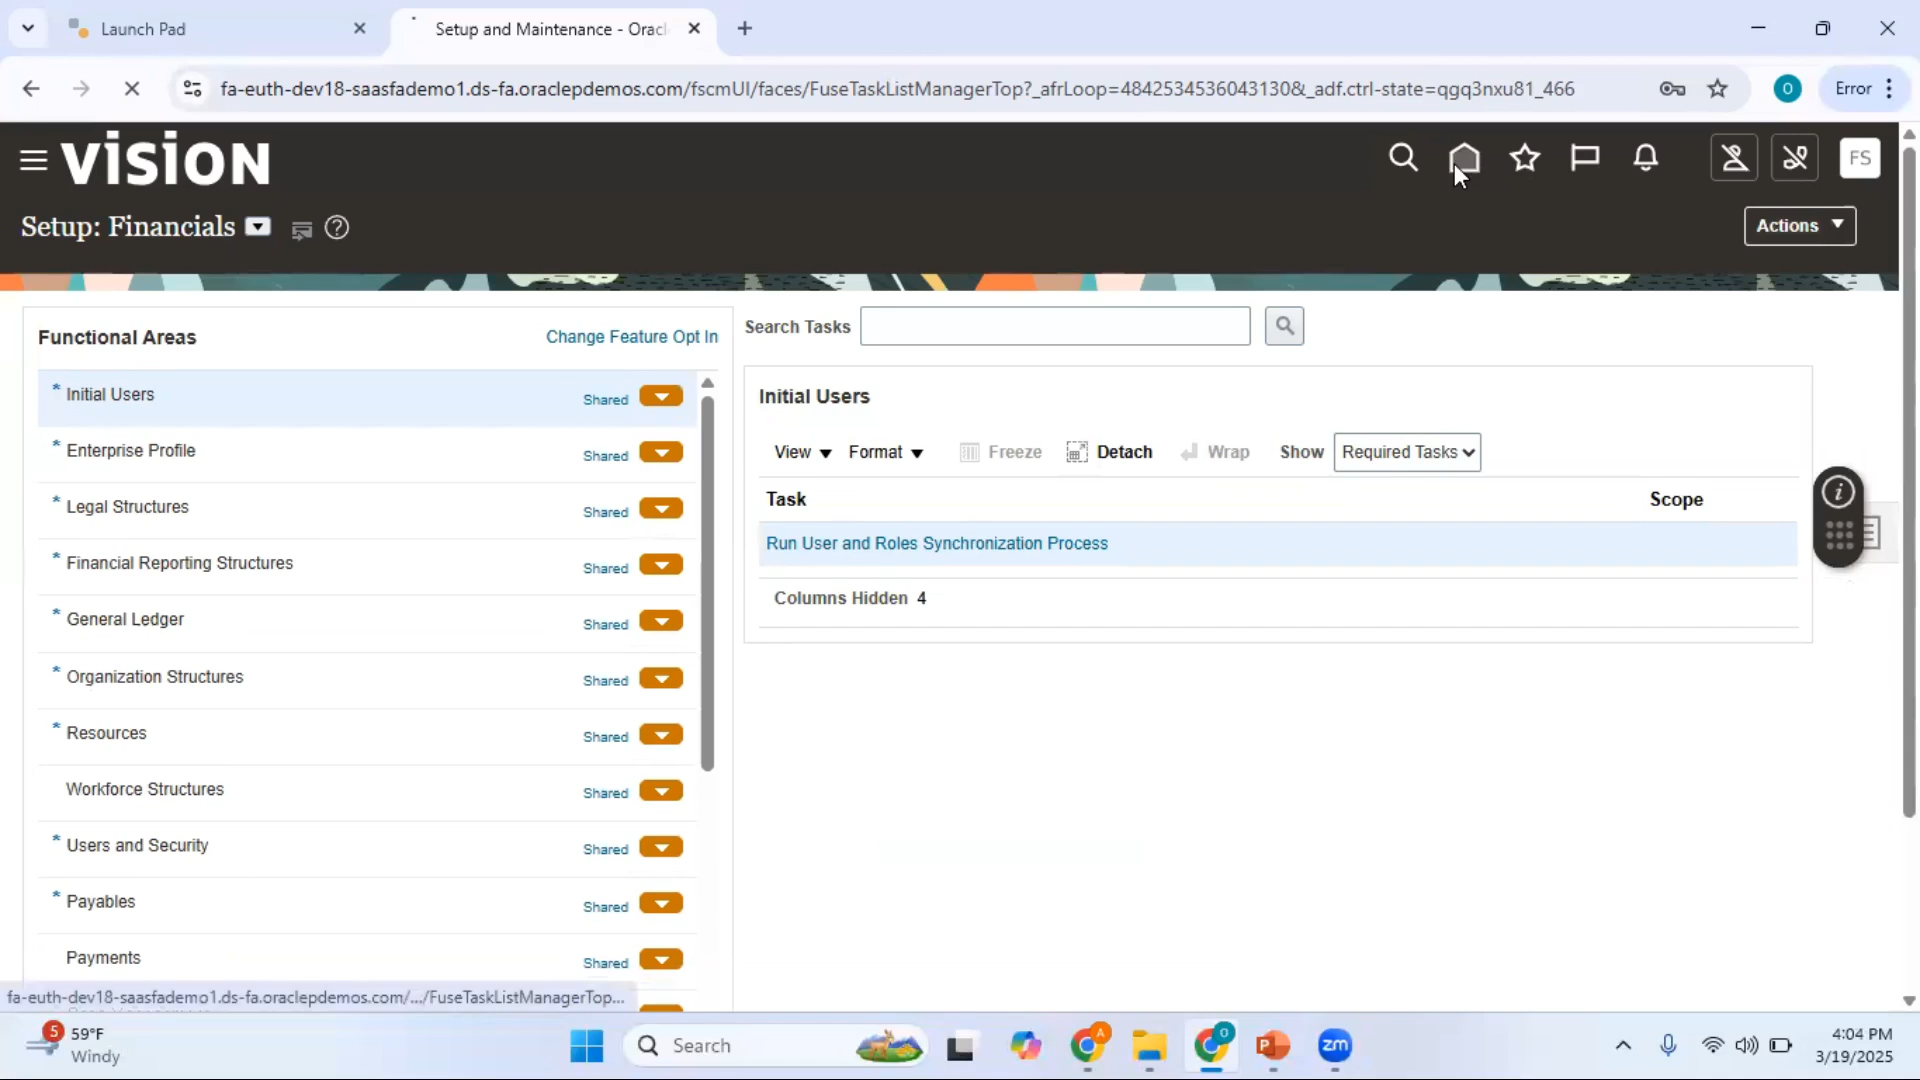 Launch Pad
Setup and Maintenance - Orac
fa-euth-dev18-saasfademo1.ds-fa.oraclepdemos.com/fscmUI/faces/FuseTaskListManagerTop?_afrLoop=4842534536043130&_adf.ctrl-state=qgq3nxu81_466
O
Error
VISION
FS
Setup: Financials
Actions
Functional Areas
Change Feature Opt In
Search Tasks
* Initial Users Shared
* Enterprise Profile Shared
* Legal Structures Shared
* Financial Reporting Structures Shared
* General Ledger Shared
* Organization Structures Shared
* Resources Shared
Workforce Structures Shared
* Users and Security Shared
* Payables Shared
Payments Shared
Initial Users
View Format Freeze Detach Wrap Show Required Tasks
Task Scope
Run User and Roles Synchronization Process
Columns Hidden 4
fa-euth-dev18-saasfademo1.ds-fa.oraclepdemos.com/.../FuseTaskListManagerTop...
5
59°F
Windy
Search
A
O
zm
4:04 PM
3/19/2025